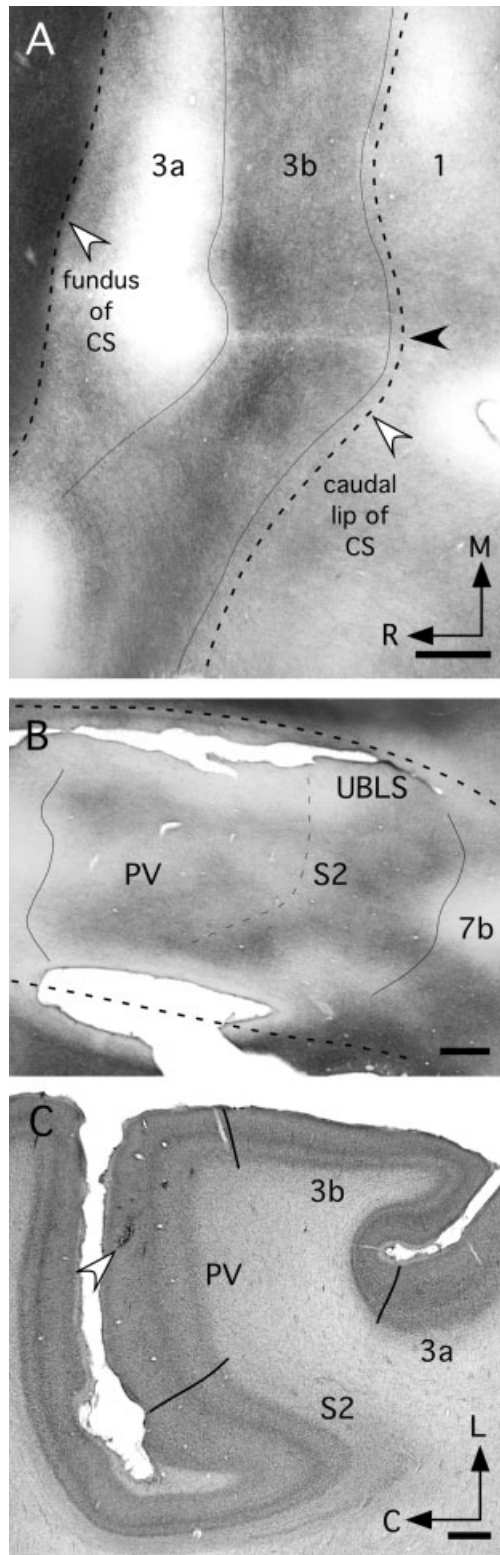 A
3a
3b
1
fundus
of
CS
caudal
lip of
CS
M
R
B
UBLS
PV
S2
7b
C
3b
PV
3a
S2
L
C